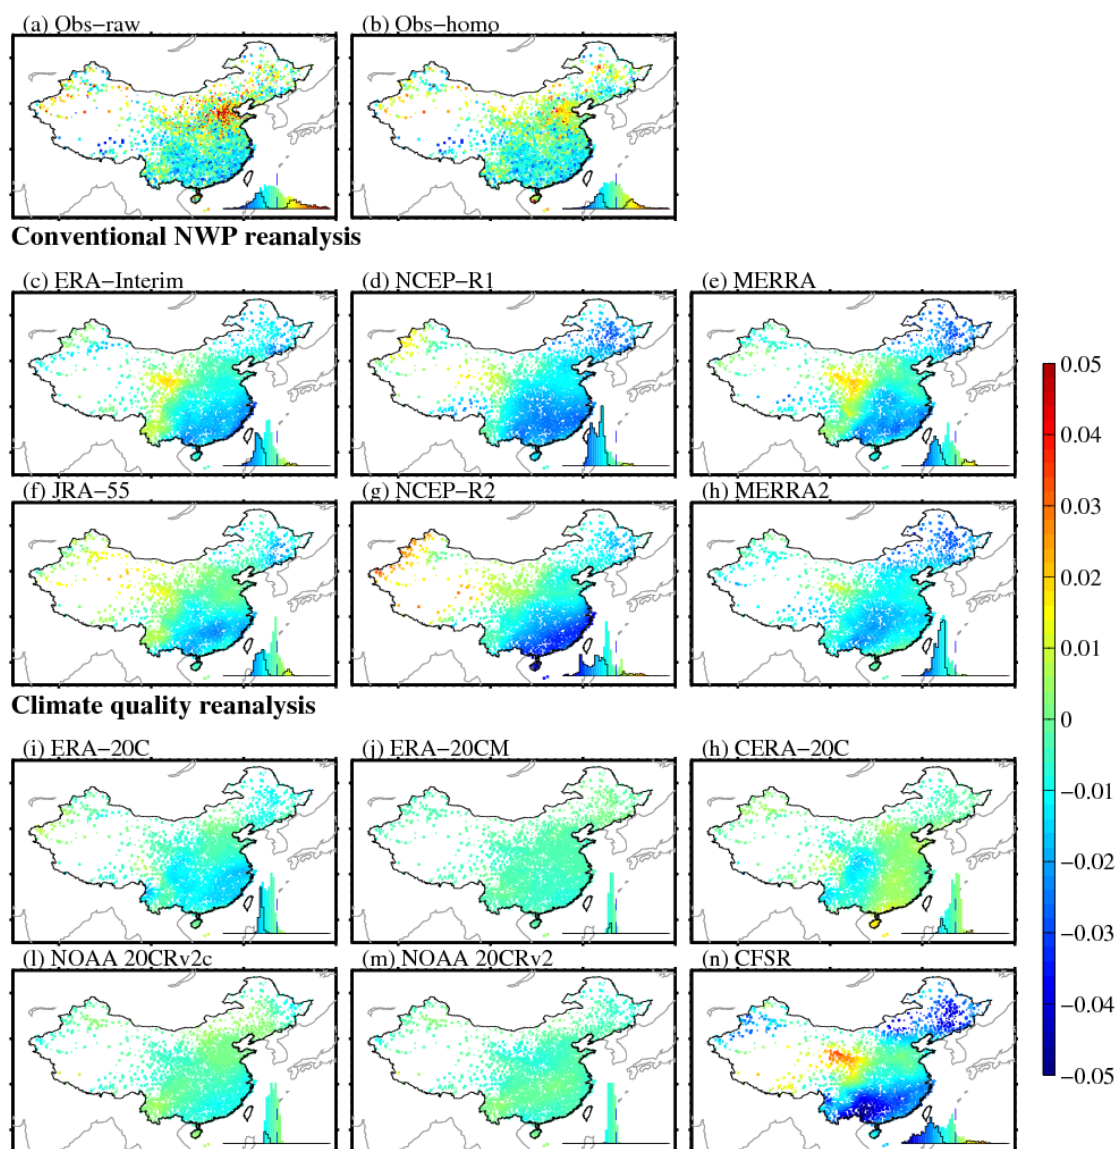 (a) Obs−raw (b) Obs−homo
Conventional NWP reanalysis
(c) ERA−Interim (d) NCEP−R1 (e) MERRA
(f) JRA−55 (g) NCEP−R2 (h) MERRA2
Climate quality reanalysis
(i) ERA−20C (j) ERA−20CM (h) CERA−20C
(l) NOAA 20CRv2c (m) NOAA 20CRv2 (n) CFSR
0.05
0.04
0.03
0.02
0.01
0
−0.01
−0.02
−0.03
−0.04
−0.05